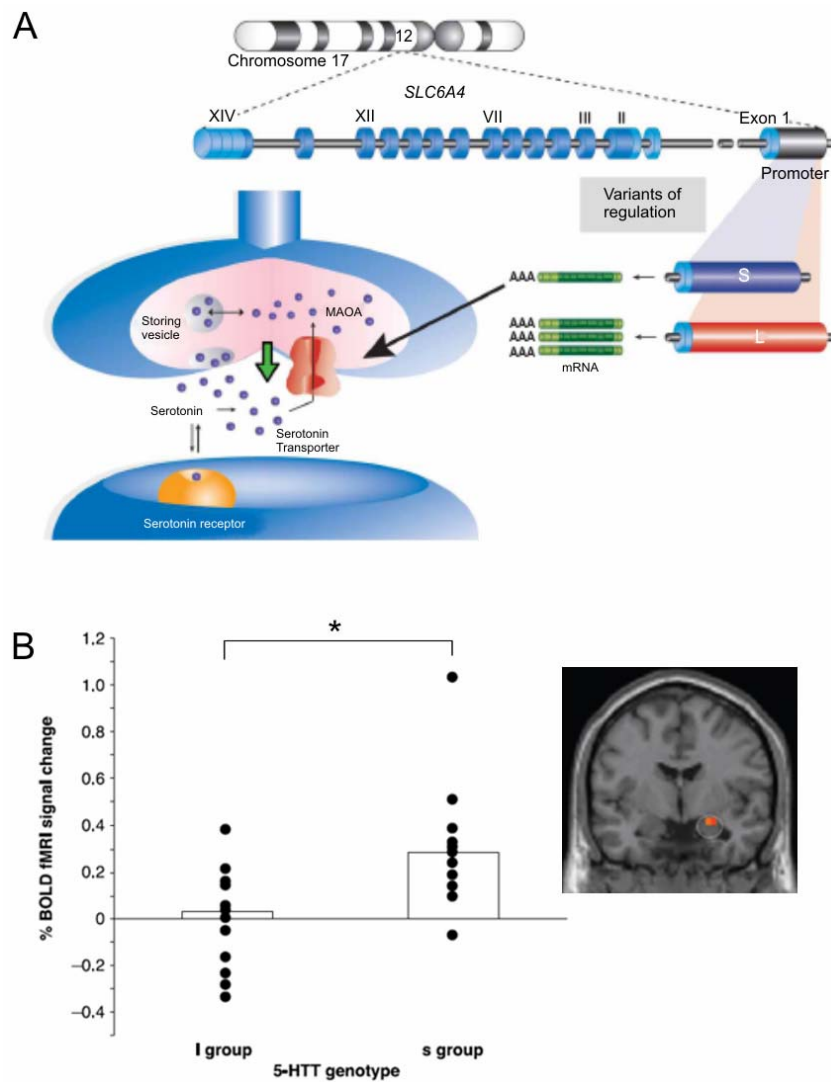 A
12
Chromosome 17
SLC6A4
XIV
XII
VII
III
II
Exon 1
Promoter
Variants of
regulation
S
AAA
L
AAA
AAA
AAA
mRNA
Storing
vesicle
MAOA
Serotonin
Serotonin
Transporter
Serotonin receptor
B
*
% BOLD fMRI signal change
1.2
1.0
0.8
0.6
0.4
0.2
0
−0.2
−0.4
l group
s group
5-HTT genotype